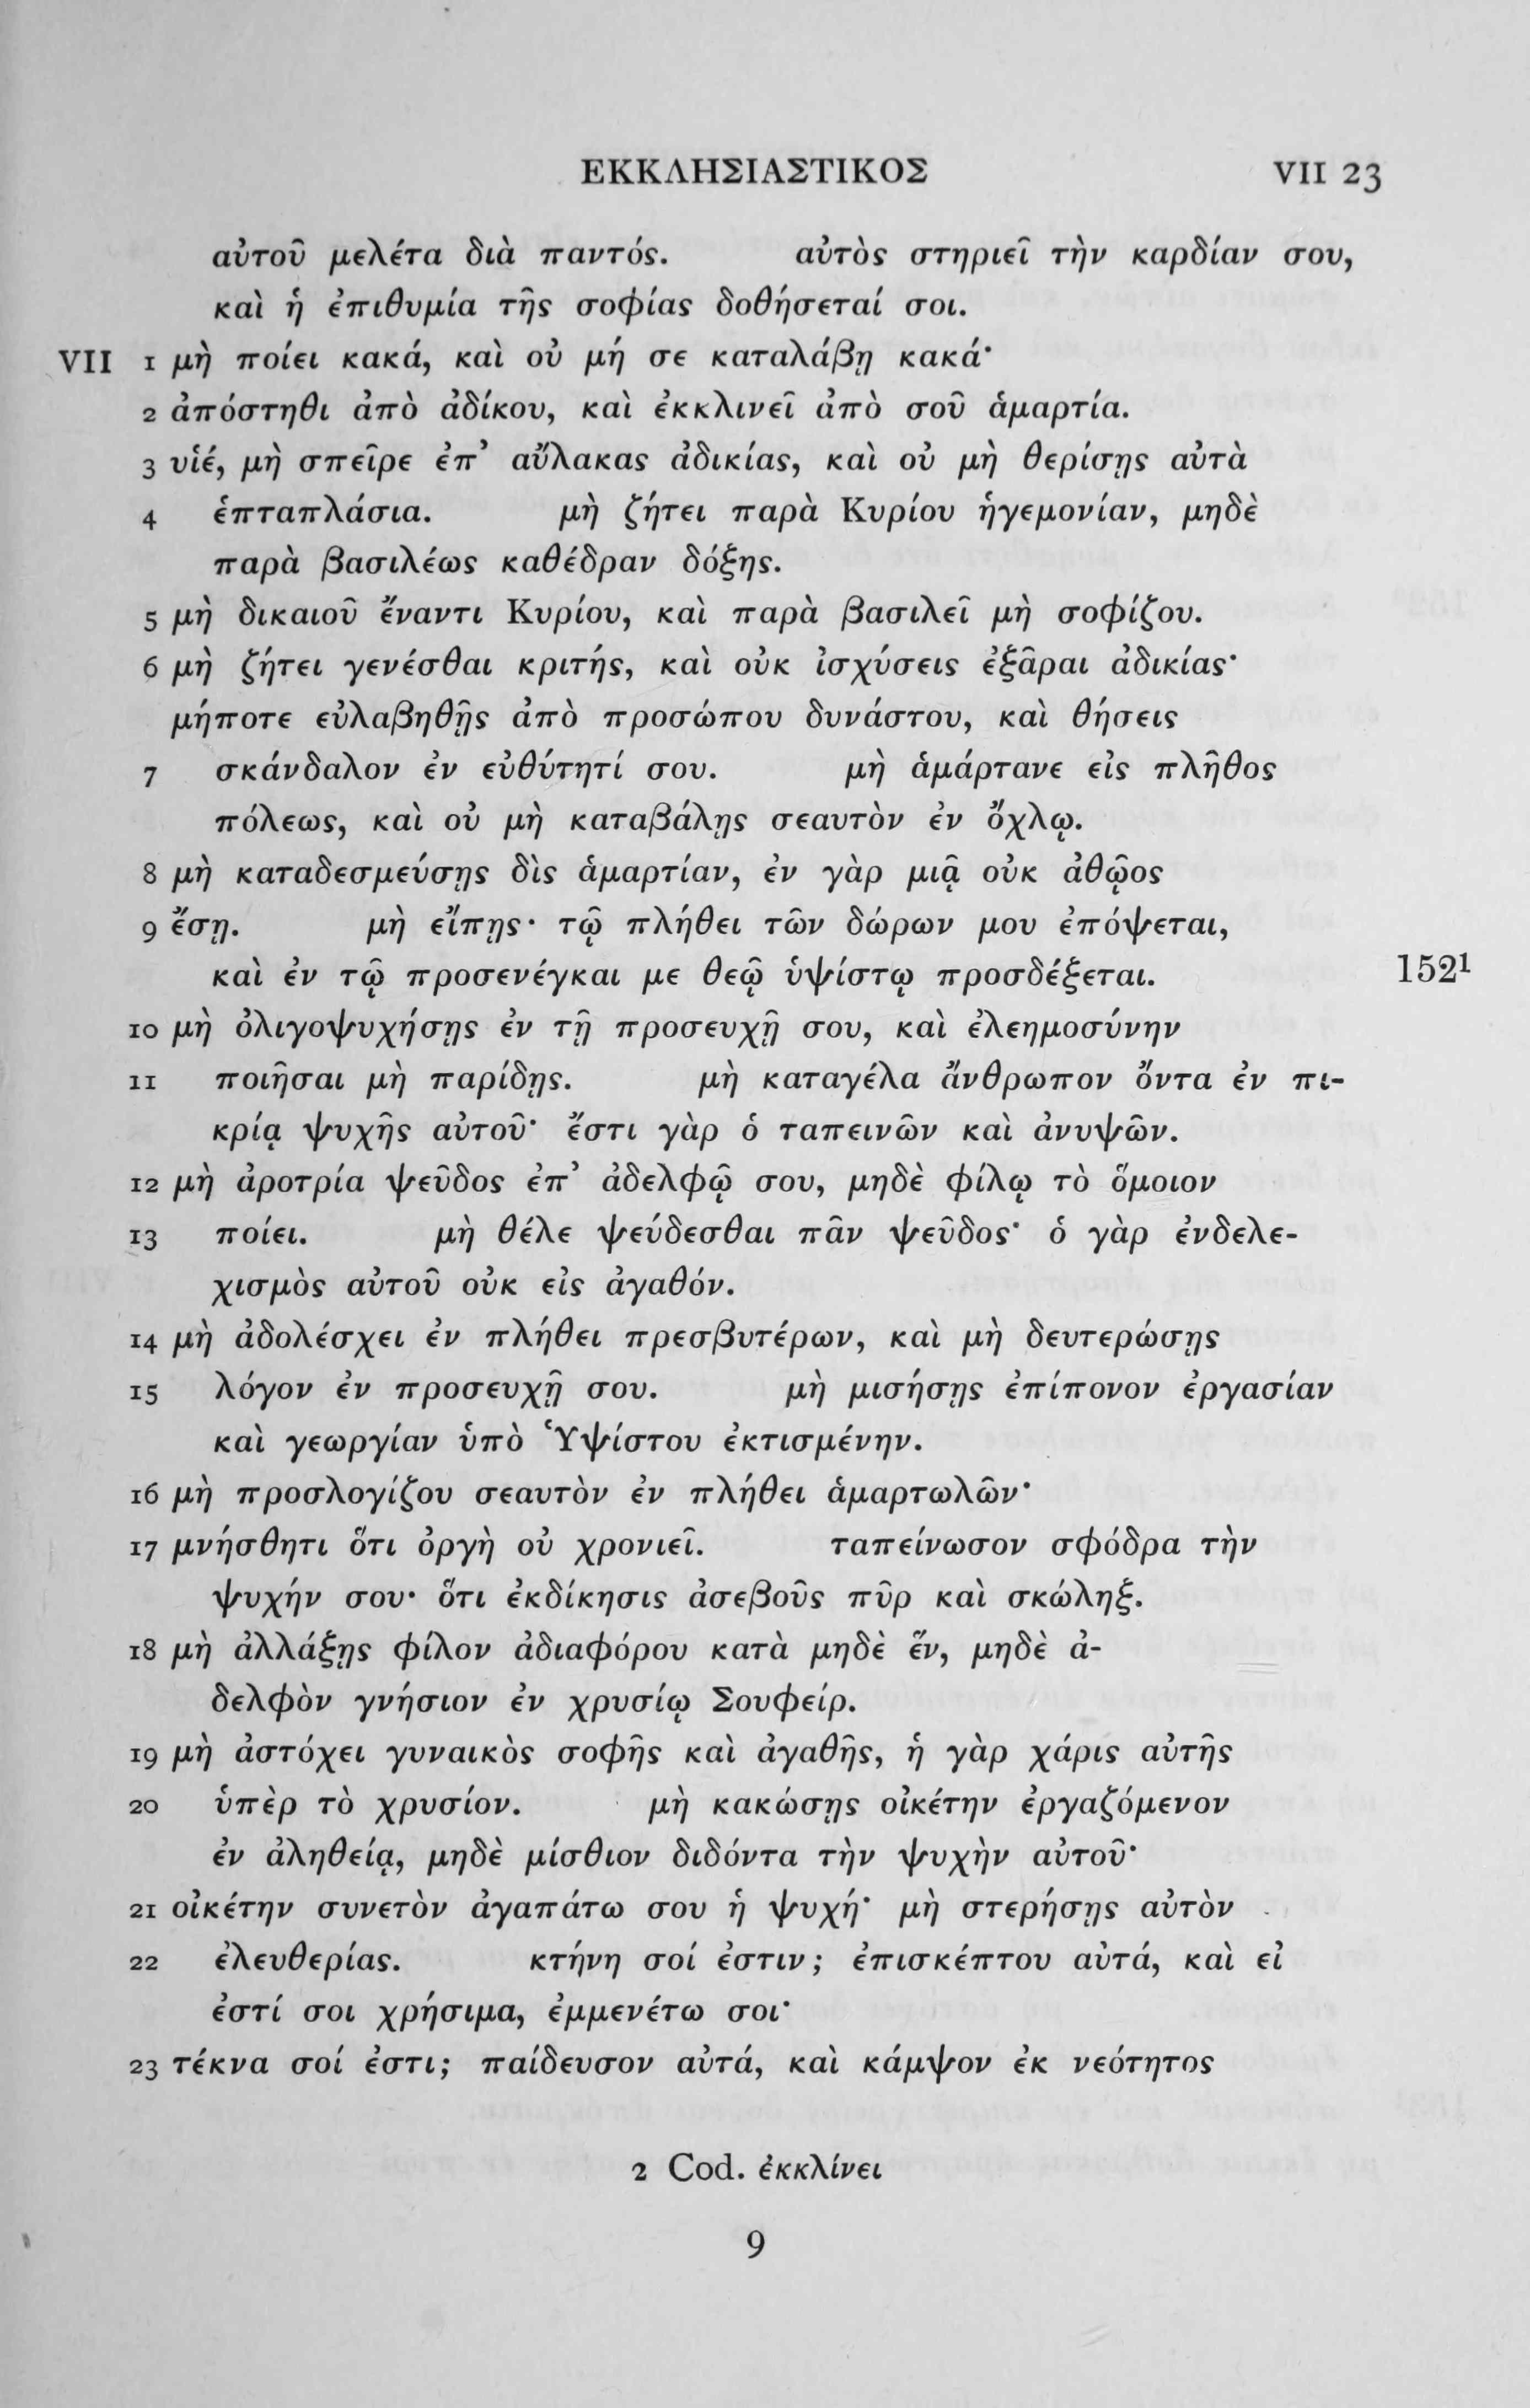 ΕΚΚΛΗΣΙΑΣΤΙΚΟΣ VII 23
αὐτοῦ μελέτα διὰ παντός. αὐτὸς στηριεῖ τὴν καρδίαν σου,
καὶ ἡ ἐπιθυμία τῆς σοφίας δοθήσεταί σοι.
VII 1 μὴ ποίει κακά, καὶ οὐ μή σε καταλάβῃ κακά·
2 ἀπόστηθι ἀπὸ ἀδίκου, καὶ ἐκκλινεῖ ἀπὸ σοῦ ἁμαρτία.
3 υἱέ, μὴ σπεῖρε ἐπ’ αὔλακας ἀδικίας, καὶ οὐ μὴ θερίσῃς αὐτὰ
4 ἑπταπλάσια. μὴ ζήτει παρὰ Κυρίου ἡγεμονίαν, μηδὲ
παρὰ βασιλέως καθέδραν δόξης.
5 μὴ δικαιοῦ ἔναντι Κυρίου, καὶ παρὰ βασιλεῖ μὴ σοφίζου.
6 μὴ ζήτει γενέσθαι κριτής, καὶ οὐκ ἰσχύσεις ἐξᾶραι ἀδικίας·
μήποτε εὐλαβηθῇς ἀπὸ προσώπου δυνάστου, καὶ θήσεις
7 σκάνδαλον ἐν εὐθύτητί σου. μὴ ἁμάρτανε εἰς πλῆθος
πόλεως, καὶ οὐ μὴ καταβάλῃς σεαυτὸν ἐν ὄχλῳ.
8 μὴ καταδεσμεύσῃς δὶς ἁμαρτίαν, ἐν γὰρ μιᾷ οὐκ ἀθῷος
9 ἔσῃ. μὴ εἴπῃς· τῷ πλήθει τῶν δώρων μου ἐπόψεται,
καὶ ἐν τῷ προσενέγκαι με θεῷ ὑψίστῳ προσδέξεται. 152¹
10 μὴ ὀλιγοψυχήσῃς ἐν τῇ προσευχῇ σου, καὶ ἐλεημοσύνην
11 ποιῆσαι μὴ παρίδῃς. μὴ καταγέλα ἄνθρωπον ὄντα ἐν πι-
κρίᾳ ψυχῆς αὐτοῦ· ἔστι γὰρ ὁ ταπεινῶν καὶ ἀνυψῶν.
12 μὴ ἀροτρία ψεῦδος ἐπ’ ἀδελφῷ σου, μηδὲ φίλῳ τὸ ὅμοιον
13 ποίει. μὴ θέλε ψεύδεσθαι πᾶν ψεῦδος· ὁ γὰρ ἐνδελε-
χισμὸς αὐτοῦ οὐκ εἰς ἀγαθόν.
14 μὴ ἀδολέσχει ἐν πλήθει πρεσβυτέρων, καὶ μὴ δευτερώσῃς
15 λόγον ἐν προσευχῇ σου. μὴ μισήσῃς ἐπίπονον ἐργασίαν
καὶ γεωργίαν ὑπὸ Ὑψίστου ἐκτισμένην.
16 μὴ προσλογίζου σεαυτὸν ἐν πλήθει ἁμαρτωλῶν·
17 μνήσθητι ὅτι ὀργὴ οὐ χρονιεῖ. ταπείνωσον σφόδρα τὴν
ψυχήν σου· ὅτι ἐκδίκησις ἀσεβοῦς πῦρ καὶ σκώληξ.
18 μὴ ἀλλάξῃς φίλον ἀδιαφόρου κατὰ μηδὲ ἕν, μηδὲ ἀ-
δελφὸν γνήσιον ἐν χρυσίῳ Σουφείρ.
19 μὴ ἀστόχει γυναικὸς σοφῆς καὶ ἀγαθῆς, ἡ γὰρ χάρις αὐτῆς
20 ὑπὲρ τὸ χρυσίον. μὴ κακώσῃς οἰκέτην ἐργαζόμενον
ἐν ἀληθείᾳ, μηδὲ μίσθιον διδόντα τὴν ψυχὴν αὐτοῦ·
21 οἰκέτην συνετὸν ἀγαπάτω σου ἡ ψυχή· μὴ στερήσῃς αὐτὸν
22 ἐλευθερίας. κτήνη σοί ἐστιν; ἐπισκέπτου αὐτά, καὶ εἰ
ἐστί σοι χρήσιμα, ἐμμενέτω σοι·
23 τέκνα σοί ἐστι; παίδευσον αὐτά, καὶ κάμψον ἐκ νεότητος
2 Cod. ἐκκλίνει
9